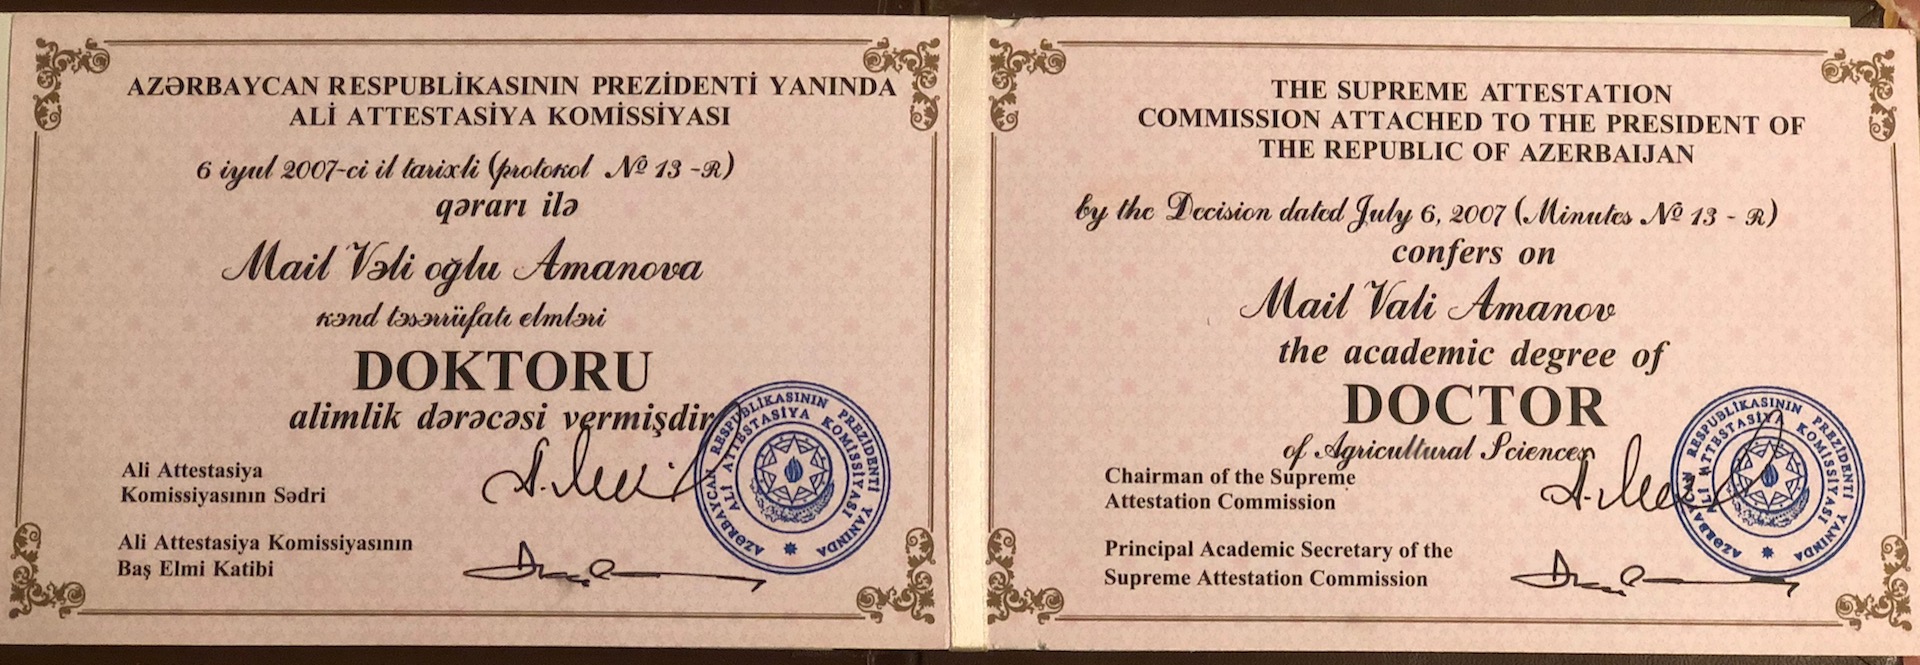 AZƏRBAYCAN RESPUBLİKASININ PREZİDENTİ YANINDA
ALİ ATTESTASİYA KOMİSSİYASI
6 iyul 2007-ci il tarixli (protokol № 13 -R)
qərarı ilə
Mail Vəli oğlu Amanova
kənd təsərrüfatı elmləri
DOKTORU
alimlik dərəcəsi vermişdir
Ali Attestasiya
Komissiyasının Sədri
Ali Attestasiya Komissiyasının
Baş Elmi Katibi
AZƏRBAYCAN RESPUBLİKASININ PREZİDENTİ YANINDA
ALİ ATTESTASİYA KOMİSSİYASI
THE SUPREME ATTESTATION
COMMISSION ATTACHED TO THE PRESIDENT OF
THE REPUBLIC OF AZERBAIJAN
by the Decision dated July 6, 2007 (Minutes № 13 - R)
confers on
Mail Vali Amanov
the academic degree of
DOCTOR
of Agricultural Sciences
Chairman of the Supreme
Attestation Commission
Principal Academic Secretary of the
Supreme Attestation Commission
AZƏRBAYCAN RESPUBLİKASININ PREZİDENTİ YANINDA
ALİ ATTESTASİYA KOMİSSİYASI